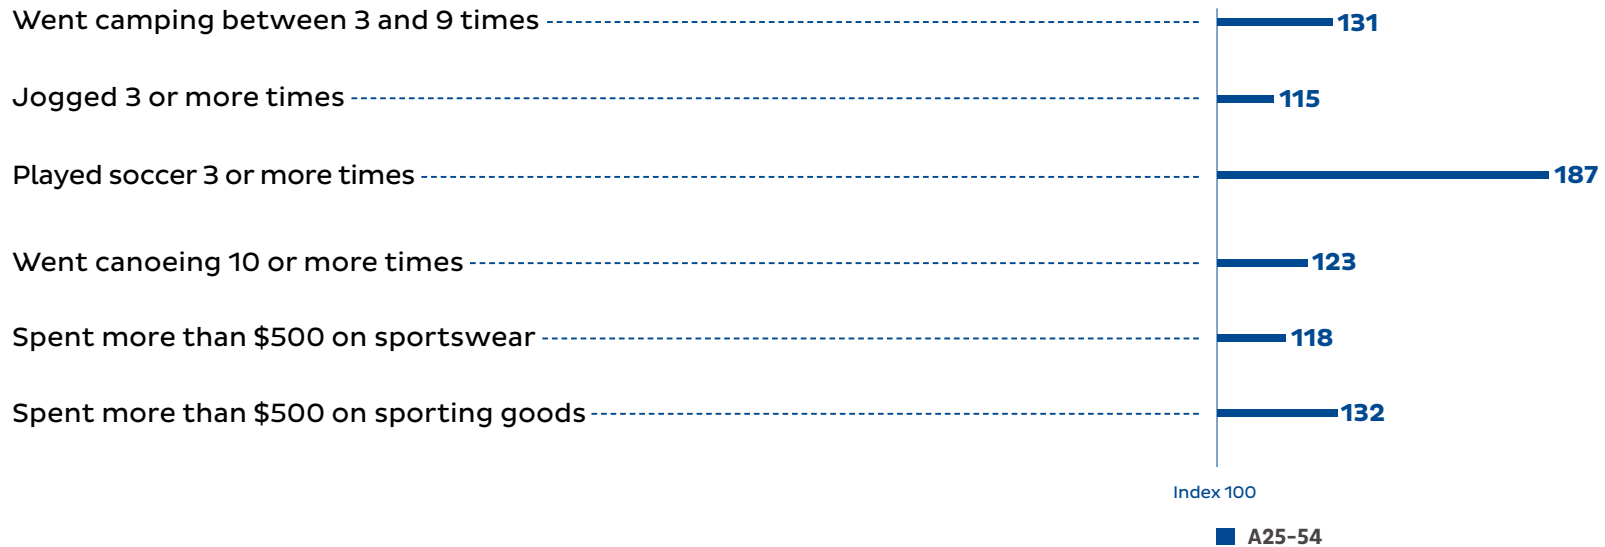 Went camping between 3 and 9 times 131
Jogged 3 or more times 115
Played soccer 3 or more times 187
Went canoeing 10 or more times 123
Spent more than $500 on sportswear 118
Spent more than $500 on sporting goods 132
Index 100
A25-54